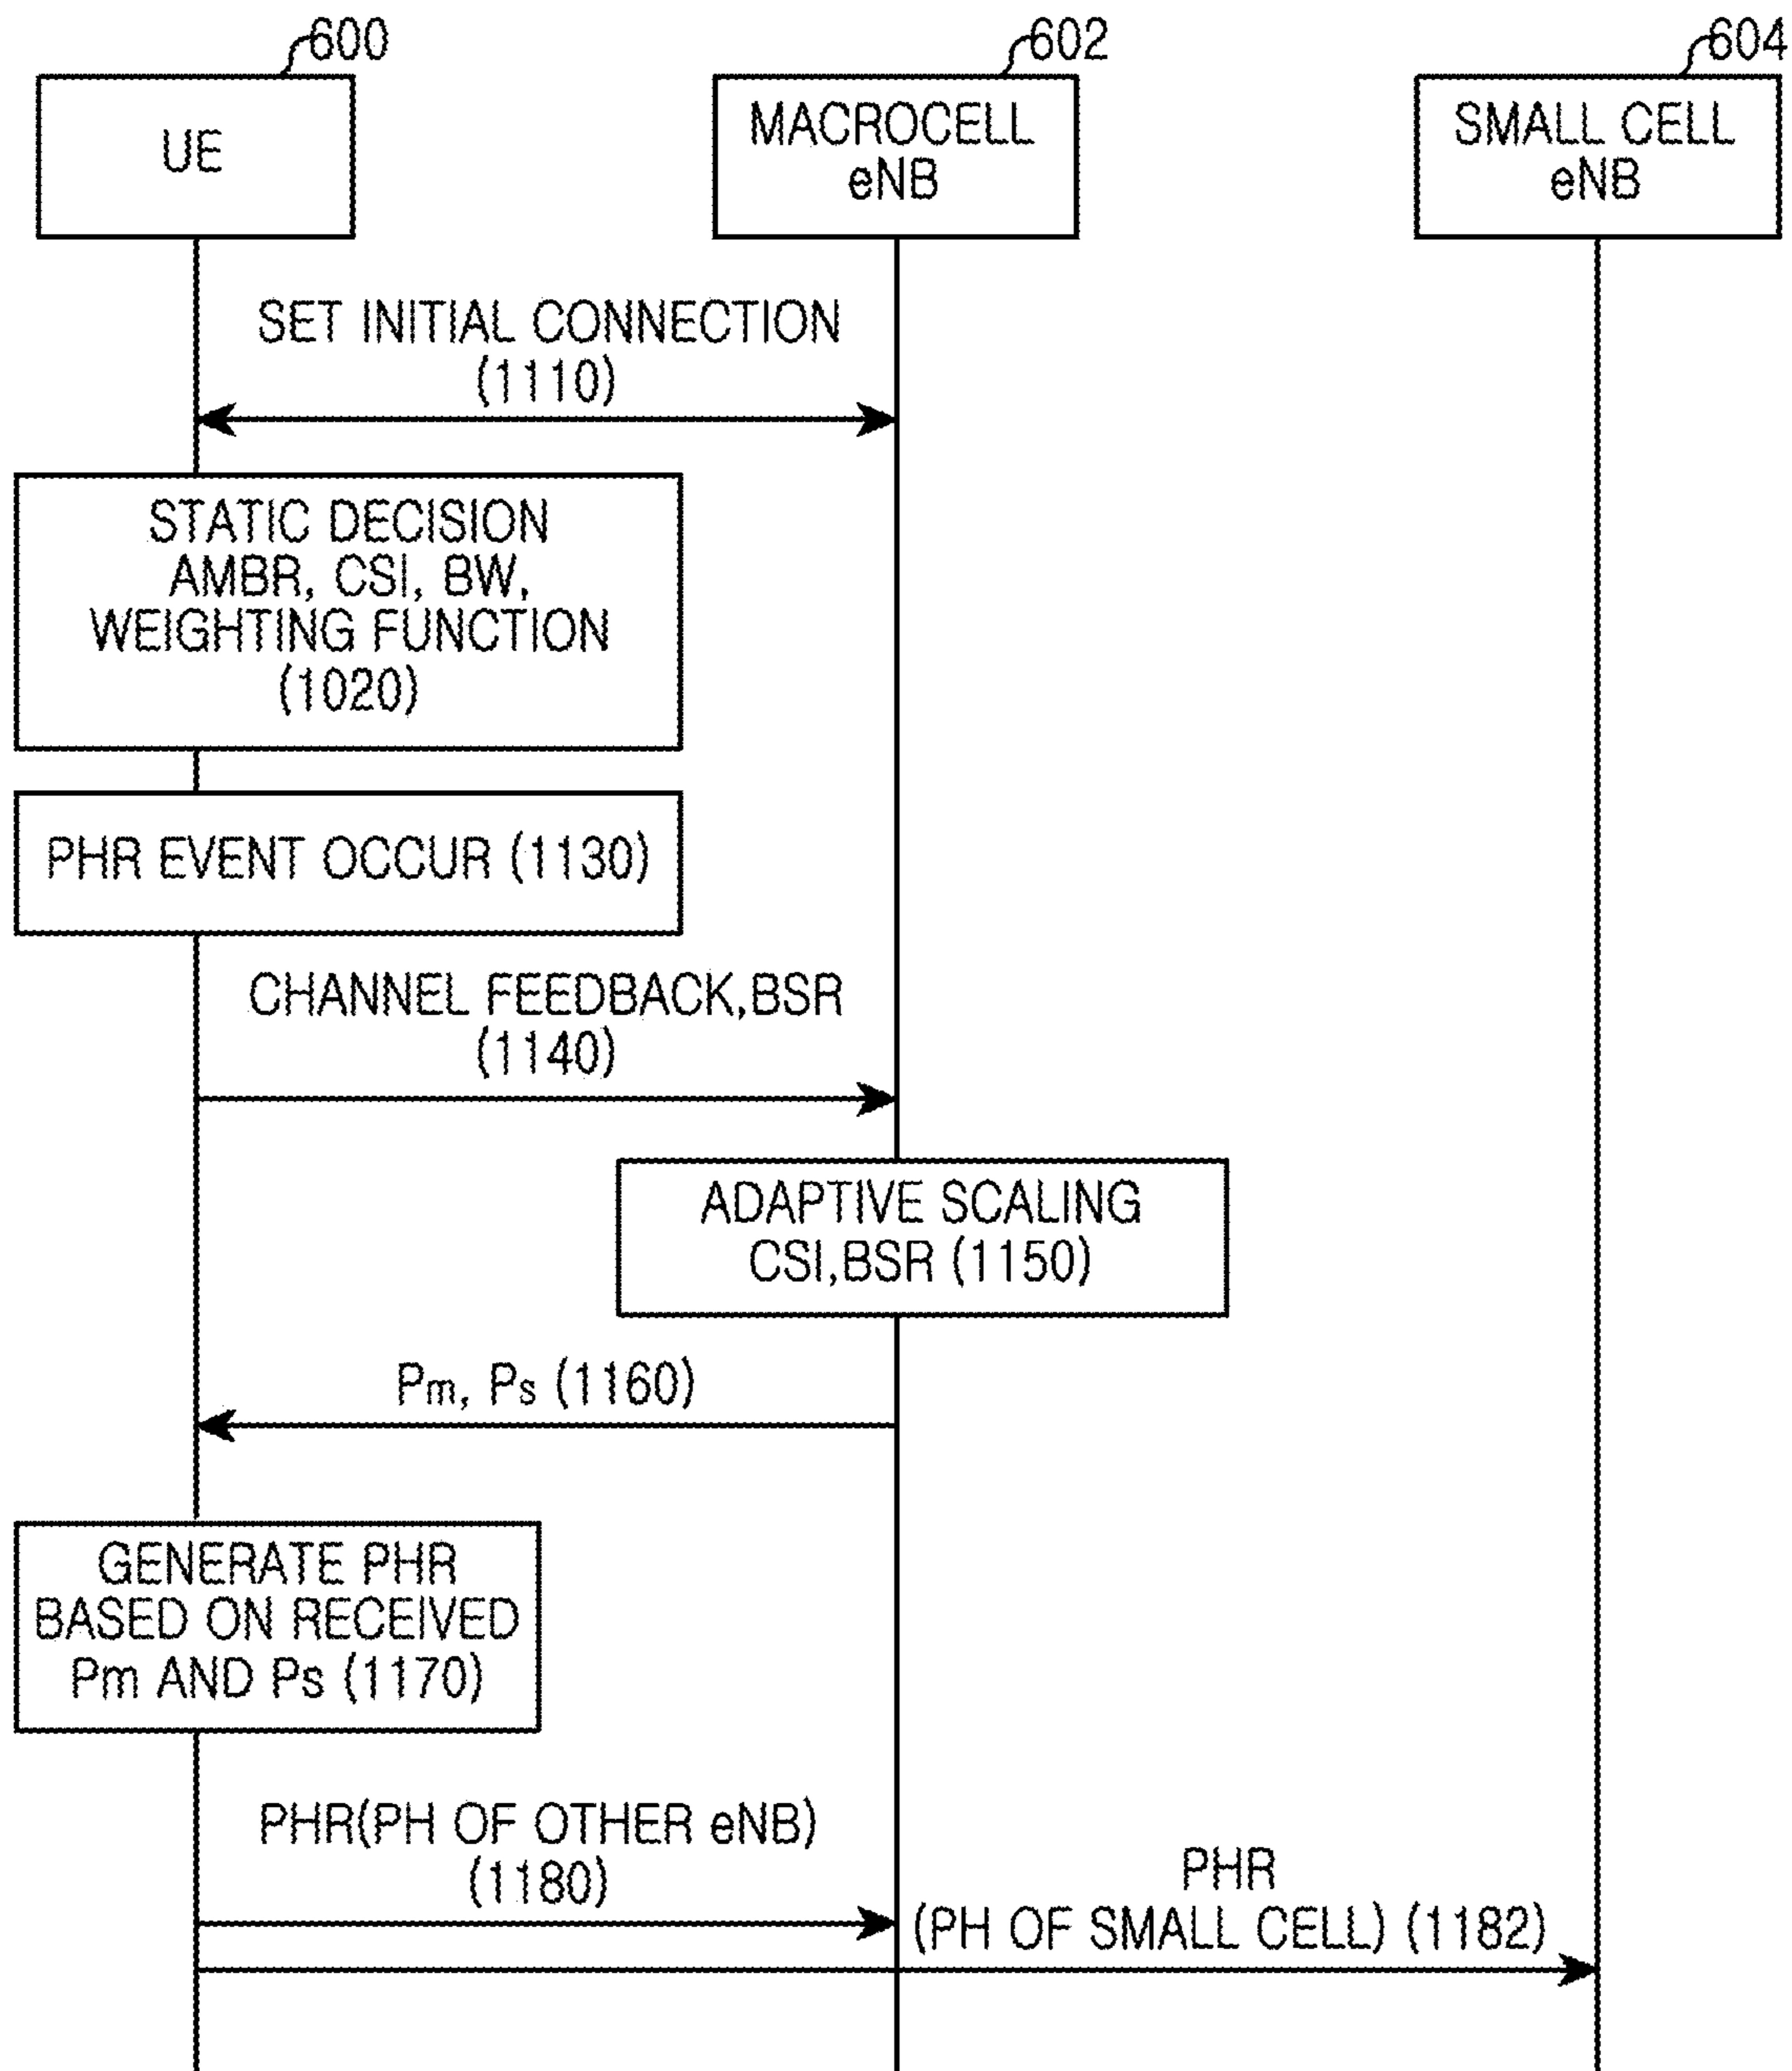 600
602
604
UE
MACROCELL
eNB
SMALL CELL
eNB
SET INITIAL CONNECTION
(1110)
STATIC DECISION
AMBR, CSI, BW,
WEIGHTING FUNCTION
(1020)
PHR EVENT OCCUR (1130)
CHANNEL FEEDBACK,BSR
(1140)
ADAPTIVE SCALING
CSI,BSR (1150)
Pm, Ps (1160)
GENERATE PHR
BASED ON RECEIVED
Pm AND Ps (1170)
PHR(PH OF OTHER eNB)
(1180)
PHR
(PH OF SMALL CELL) (1182)